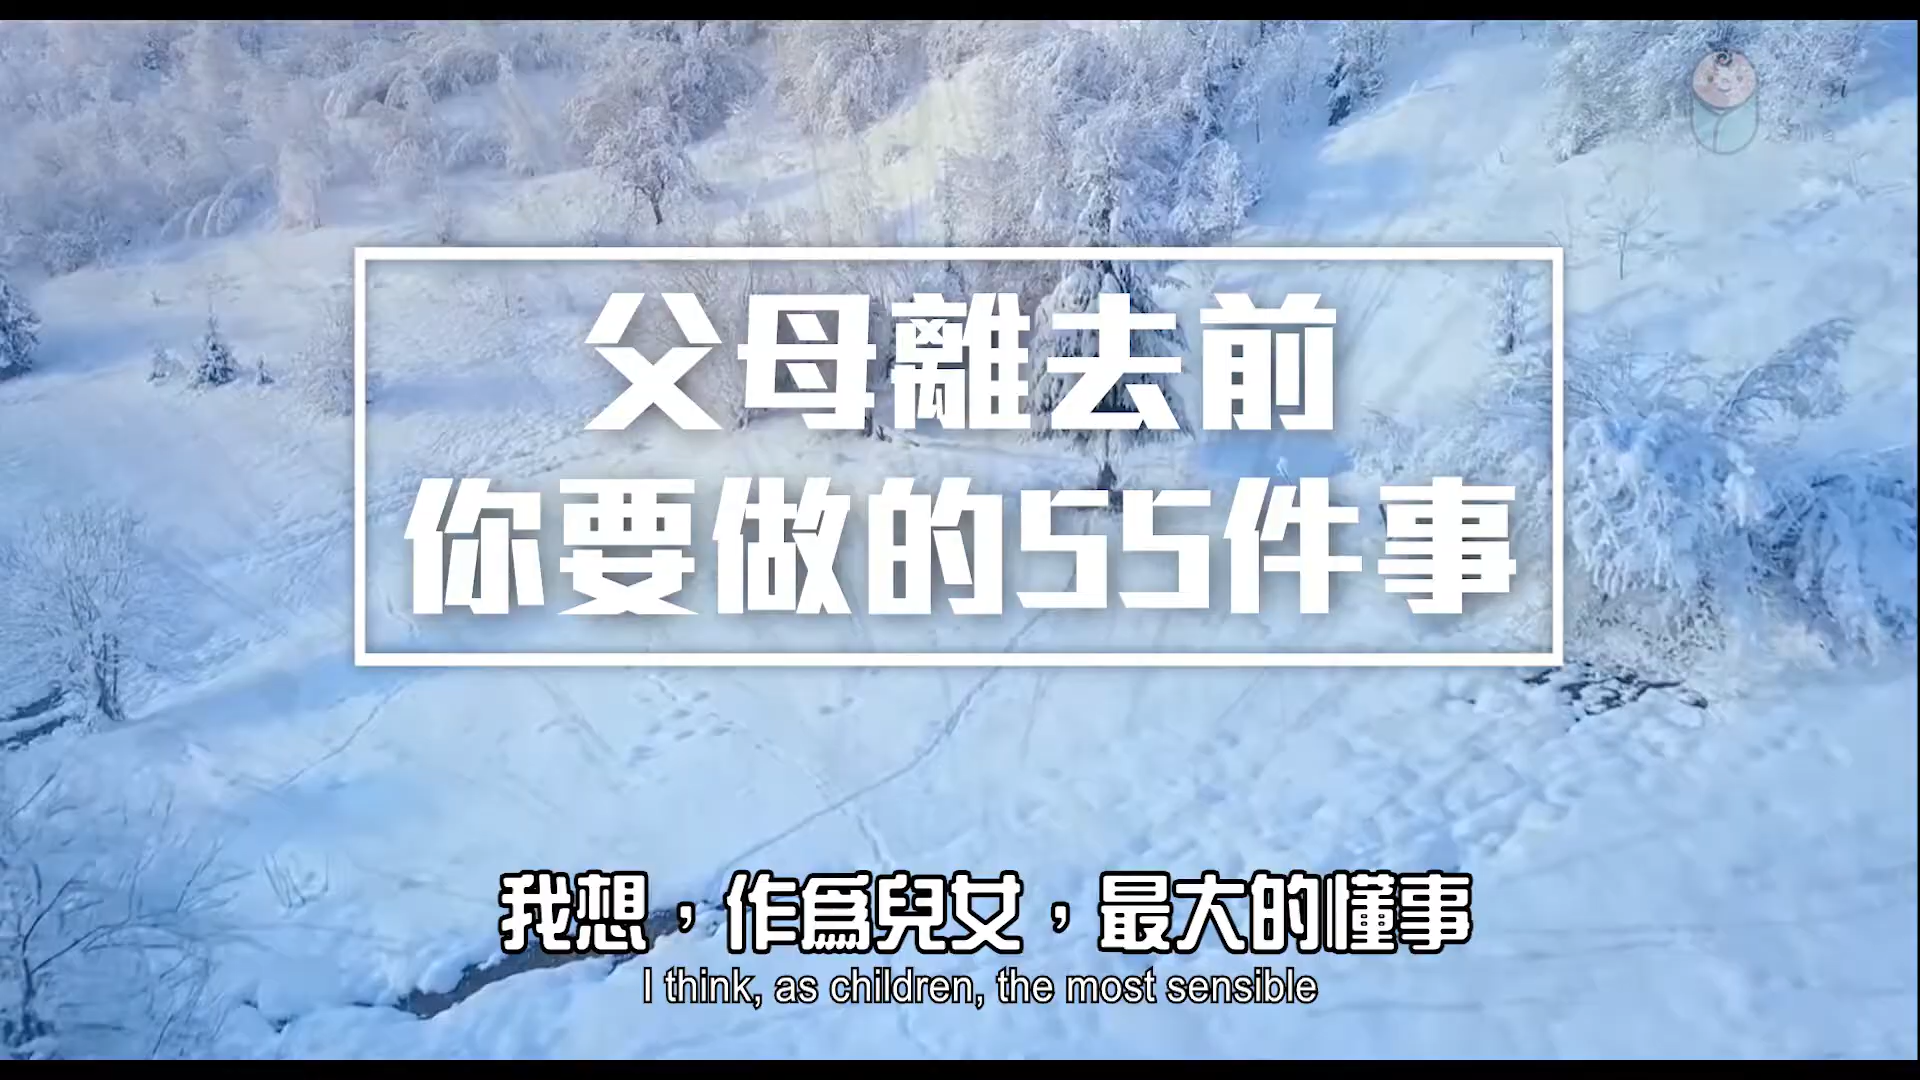 父母離去前
你要做的55件事
我想，作爲兒女，最大的懂事
I think, as children, the most sensible